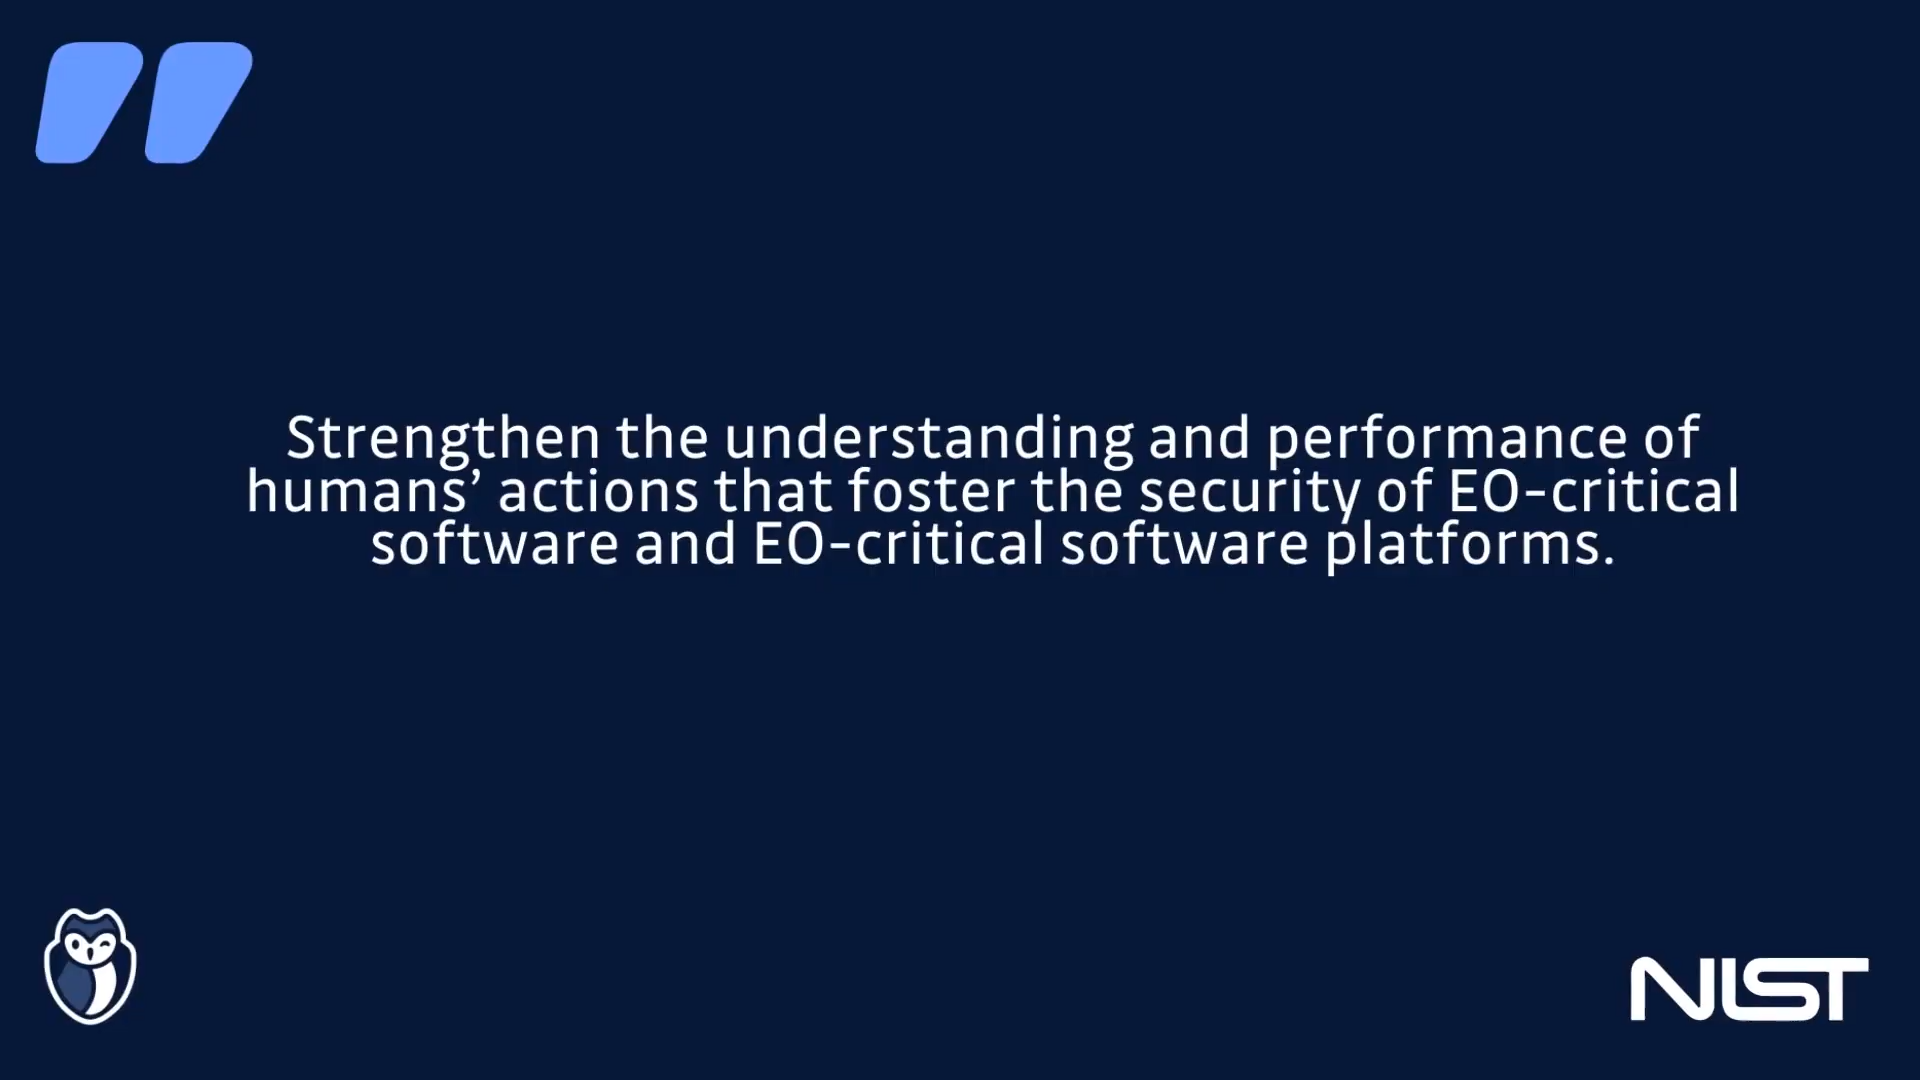 Strengthen the understanding and performance of
humans’ actions that foster the security of EO-critical
software and EO-critical software platforms.
NIST